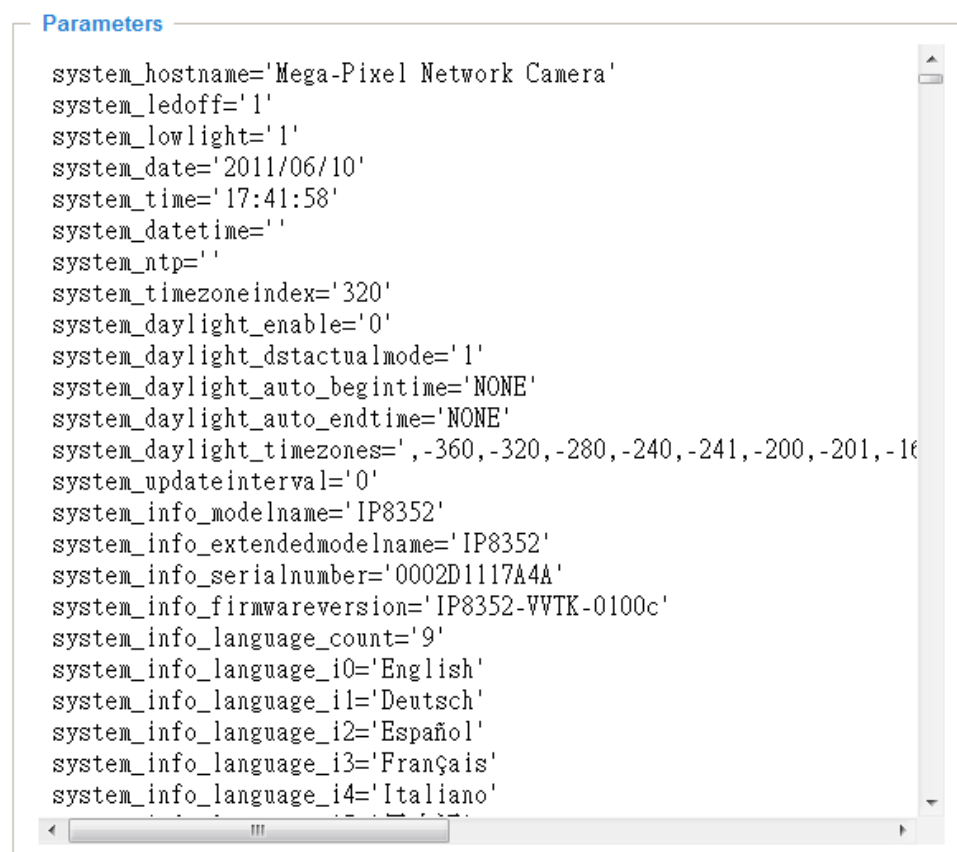 Parameters
system_hostname='Mega-Pixel Network Camera'
system_ledoff='1'
system_lowlight='1'
system_date='2011/06/10'
system_time='17:41:58'
system_datetime=''
system_ntp=''
system_timezoneindex='320'
system_daylight_enable='0'
system_daylight_dstactualmode='1'
system_daylight_auto_begintime='NONE'
system_daylight_auto_endtime='NONE'
system_daylight_timezones=',-360,-320,-280,-240,-241,-200,-201,-16
system_updateinterval='0'
system_info_modelname='IP8352'
system_info_extendedmodelname='IP8352'
system_info_serialnumber='0002D1117A4A'
system_info_firmwareversion='IP8352-VVTK-0100c'
system_info_language_count='9'
system_info_language_i0='English'
system_info_language_i1='Deutsch'
system_info_language_i2='Español'
system_info_language_i3='Français'
system_info_language_i4='Italiano'